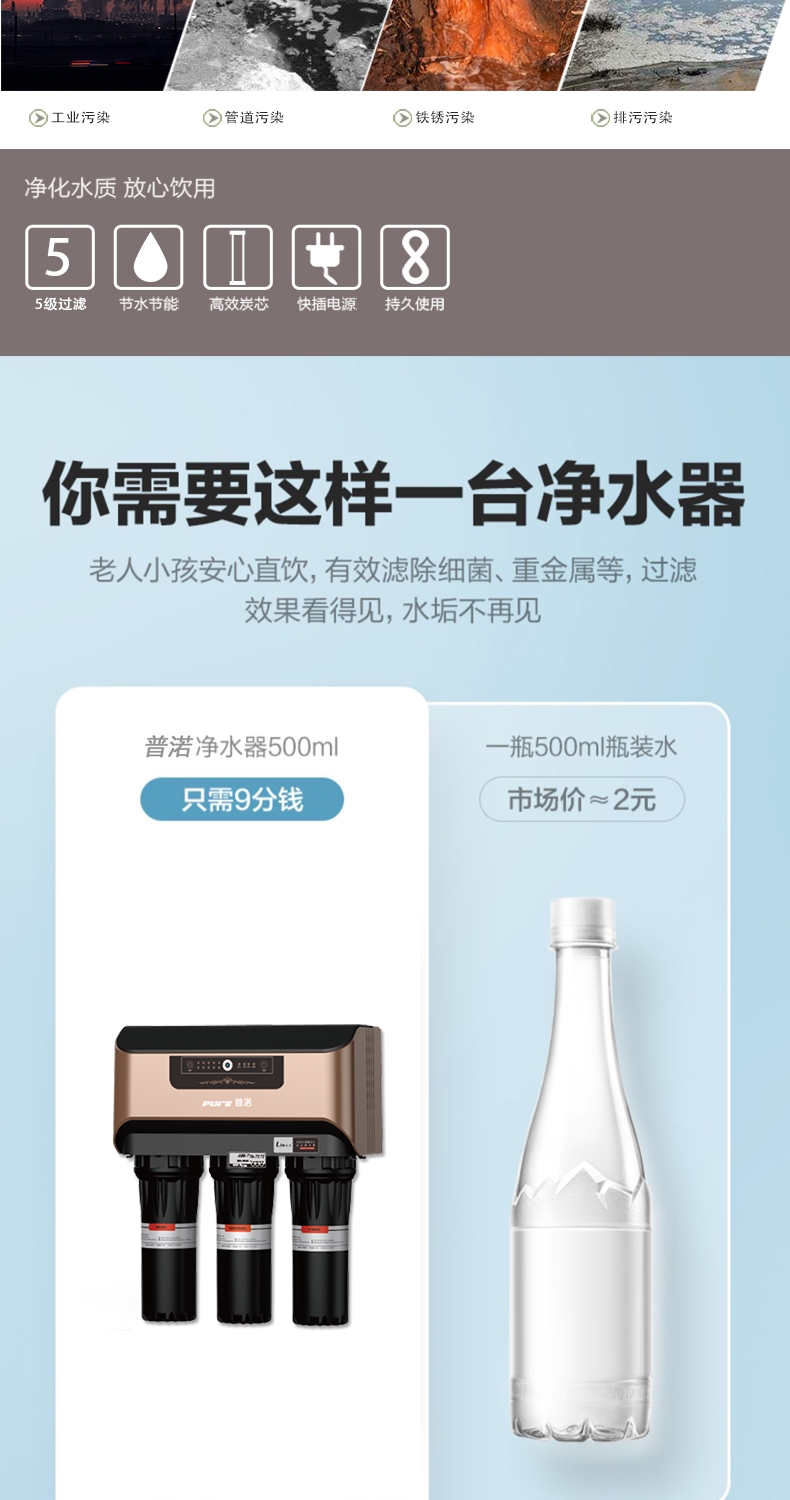 工业污染
管道污染
铁锈污染
排污污染
净化水质 放心饮用
5
5级过滤
节水节能
高效炭芯
快插电源
持久使用
你需要这样一台净水器
老人小孩安心直饮, 有效滤除细菌、重金属等, 过滤
效果看得见, 水垢不再见
普渃净水器500ml
只需9分钱
一瓶500ml瓶装水
市场价≈2元
普渃